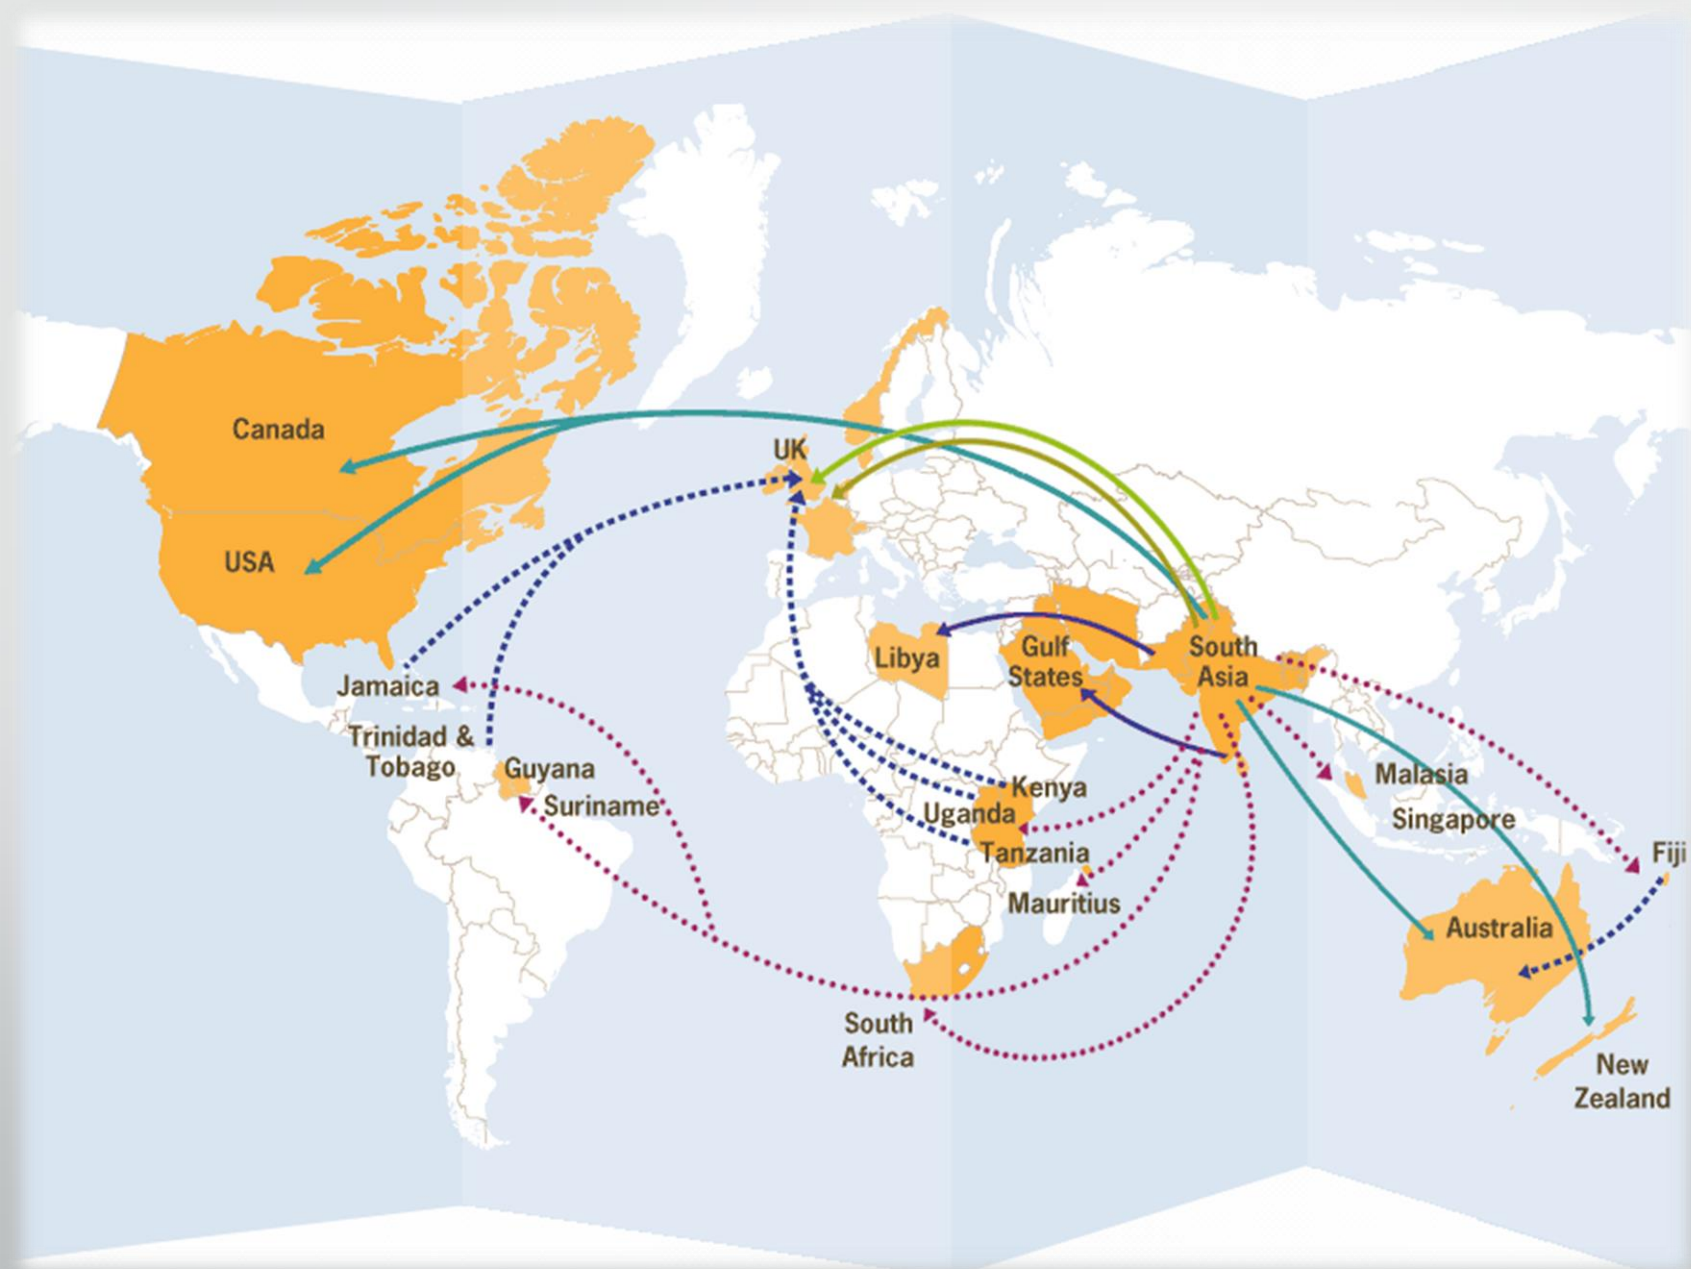 Canada
UK
USA
South
Asia
Gulf
States
Libya
Jamaica
Trinidad &
Tobago
Guyana
Suriname
Kenya
Uganda
Tanzania
Mauritius
Malasia
Singapore
Fiji
Australia
South
Africa
New
Zealand